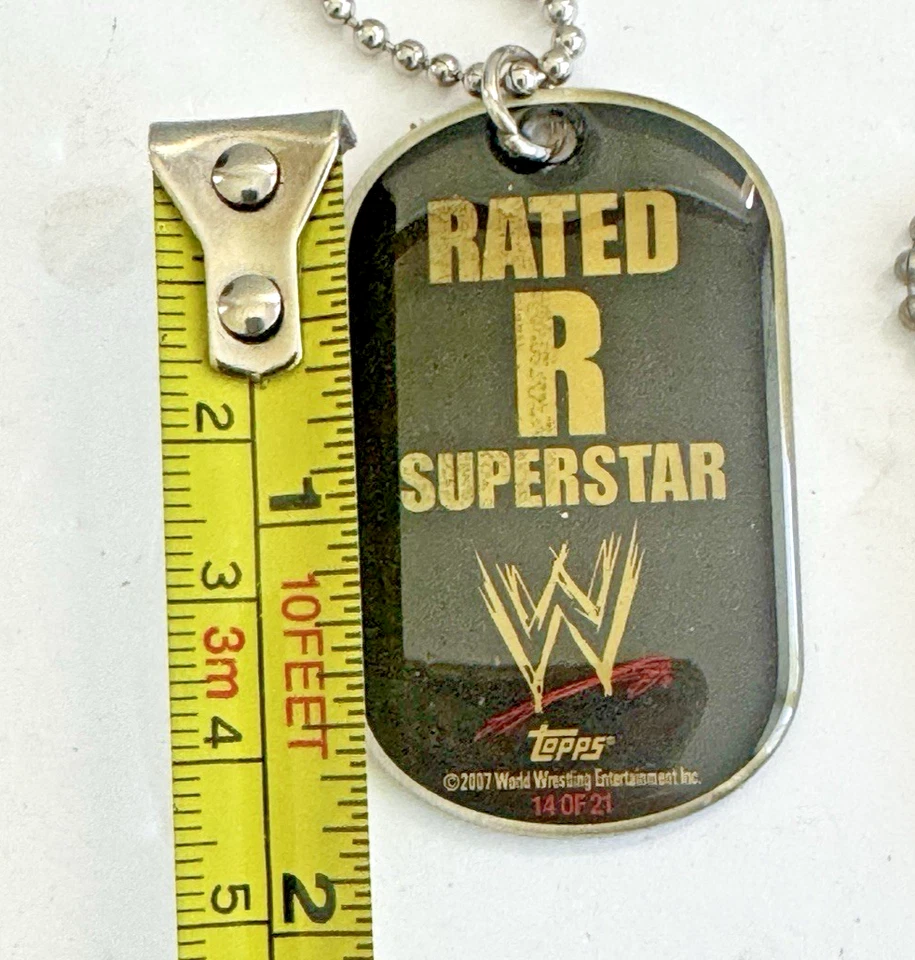 RATED
R
SUPERSTAR
W
Topps®
©2007 World Wrestling Entertainment Inc.
14 OF 21
2
1
3
3m
10FEET
4
5
2